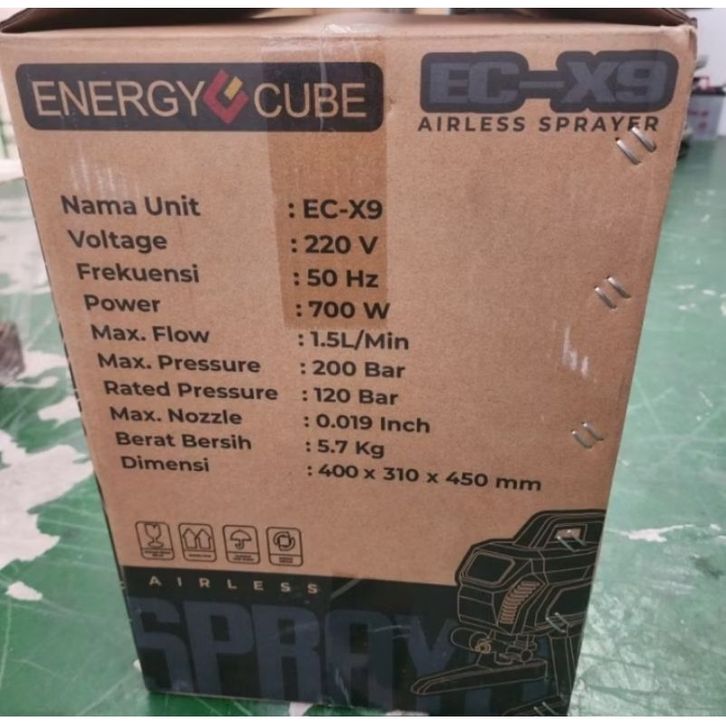 ENERGY CUBE
EC-X9
AIRLESS SPRAYER
Nama Unit : EC-X9
Voltage : 220 V
Frekuensi : 50 Hz
Power : 700 W
Max. Flow : 1.5L/Min
Max. Pressure : 200 Bar
Rated Pressure : 120 Bar
Max. Nozzle : 0.019 Inch
Berat Bersih : 5.7 Kg
Dimensi : 400 x 310 x 450 mm
AIRLESS